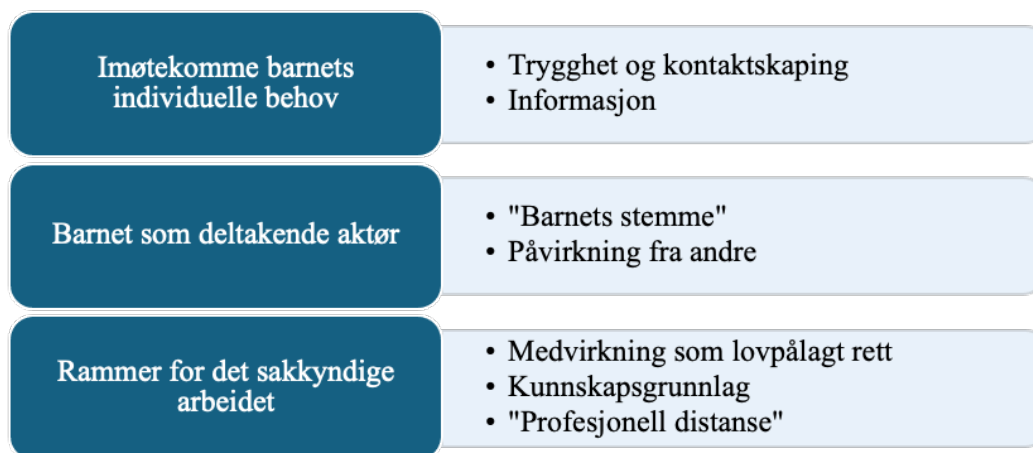 Imøtekomme barnets
individuelle behov
• Trygghet og kontaktskaping
• Informasjon
Barnet som deltakende aktør
• "Barnets stemme"
• Påvirkning fra andre
Rammer for det sakkyndige
arbeidet
• Medvirkning som lovpålagt rett
• Kunnskapsgrunnlag
• "Profesjonell distanse"